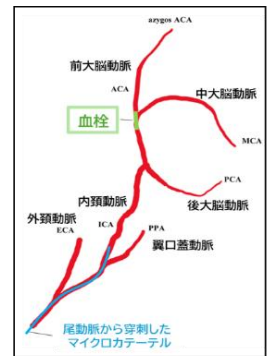 azygos ACA
前大脳動脈
ACA
中大脳動脈
血栓
MCA
PCA
内頚動脈
後大脳動脈
外頚動脈
ICA
PPA
ECA
翼口蓋動脈
尾動脈から穿刺した
マイクロカテーテル